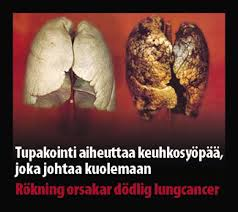 Tupakointi aiheuttaa keuhkosyöpää,
joka johtaa kuolemaan
Rökning orsakar dödlig lungcancer